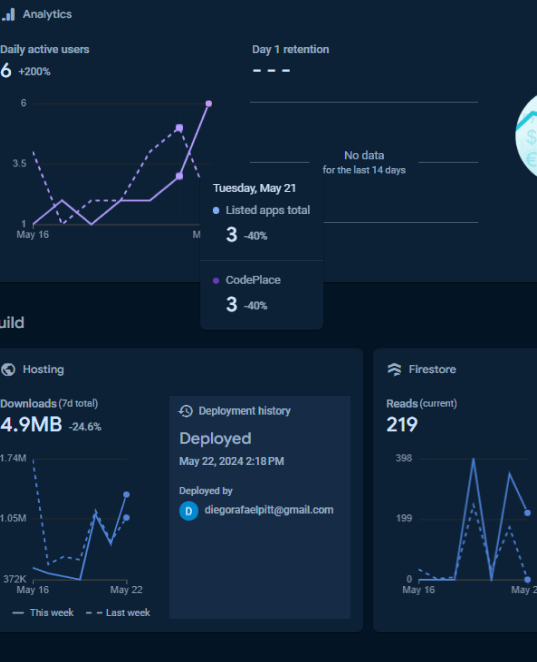 Analytics
Daily active users
6 +200%
6
3.5
1
May 16
M
Day 1 retention
- - -
No data
for the last 14 days
Tuesday, May 21
Listed apps total
3 -40%
CodePlace
3 -40%
uild
Hosting
Downloads (7d total)
4.9MB -24.6%
1.74M
1.05M
372K
May 16
May 22
This week
Last week
Deployment history
Deployed
May 22, 2024 2:18 PM
Deployed by
D diegorafaelpitt@gmail.com
Firestore
Reads (current)
219
398
199
0
May 16
May 2